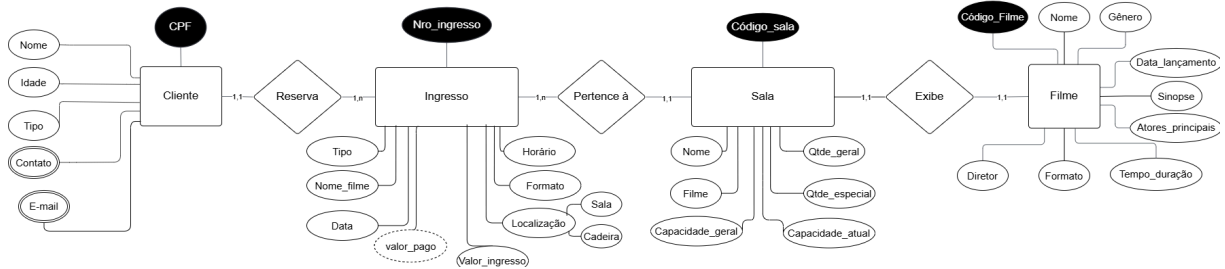 CPF
Nome
Idade
Tipo
Contato
E-mail
Cliente
1,1
Reserva
1,n
Nro_ingresso
Ingresso
Tipo
Nome_filme
Data
valor_pago
Valor_ingresso
Horário
Formato
Localização
Sala
Cadeira
1,n
Pertence à
1,1
Código_sala
Sala
Nome
Filme
Capacidade_geral
Qtde_geral
Qtde_especial
Capacidade_atual
1,1
Exibe
1,1
Código_Filme
Nome
Gênero
Filme
Data_lançamento
Sinopse
Atores_principais
Tempo_duração
Formato
Diretor